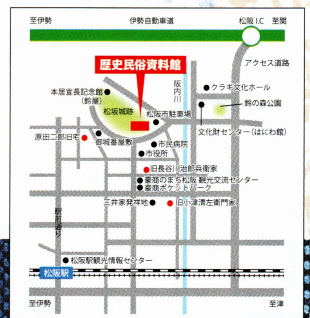 至伊勢 伊勢自動車道 松阪I.C 至関
アクセス道路
歴史民俗資料館
阪内川
クラギ文化ホール
本居宣長記念館
(鈴屋)
鈴の森公園
松阪城跡
松阪市駐車場
文化財センター(はにわ館)
原田二郎旧宅
御城番屋敷
市民病院
市役所
旧長谷川治郎兵衛家
豪商のまち松阪 観光交流センター
豪商ポケットパーク
三井家発祥地
旧小津清左衛門家
駅前通り
松阪駅観光情報センター
松阪駅
至伊勢 至津